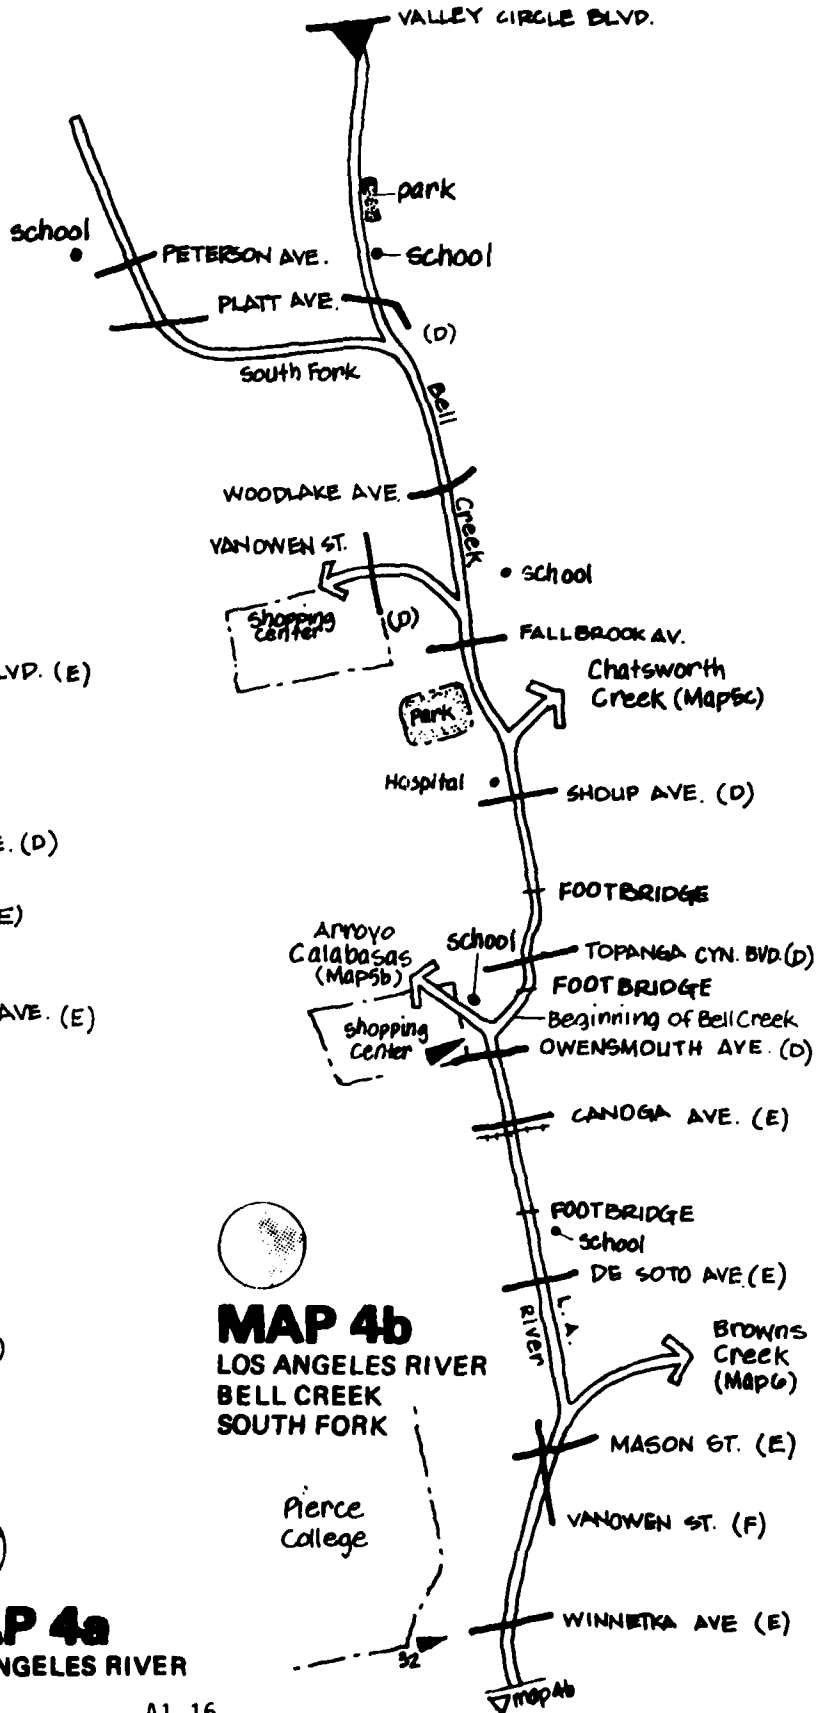 VALLEY CIRCLE BLVD.
park
school
PETERSON AVE.
school
PLATT AVE.
(D)
South Fork
Bell
Creek
WOODLAKE AVE.
VANOWEN ST.
school
shopping
center
(D)
FALLBROOK AV.
LVD. (E)
Chatsworth
Creek (Map5c)
park
Hospital
SHOUP AVE. (D)
E. (D)
FOOTBRIDGE
E)
Arroyo
Calabasas
(Map5b)
school
TOPANGA CYN. BVD. (D)
FOOTBRIDGE
Beginning of Bell Creek
AVE. (E)
shopping
center
OWENSMOUTH AVE. (D)
CANOGA AVE. (E)
FOOTBRIDGE
school
DE SOTO AVE. (E)
L.A.
River
MAP 4b
LOS ANGELES RIVER
BELL CREEK
SOUTH FORK
Browns
Creek
(Map6)
)
MASON ST. (E)
Pierce
College
VANOWEN ST. (F)
)
WINNETKA AVE (E)
AP 4a
NGELES RIVER
32
map4b
A1-16